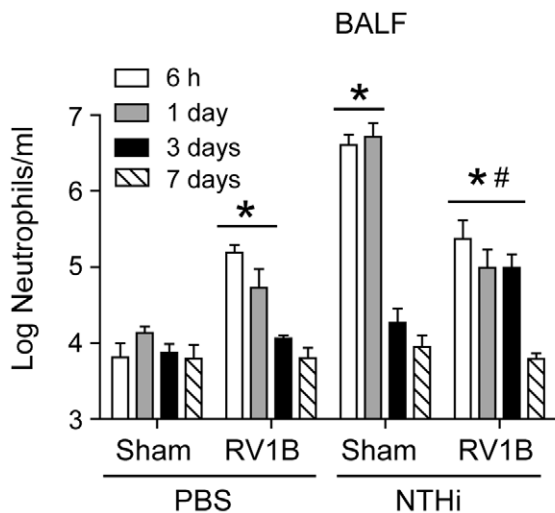 BALF
6 h
1 day
3 days
7 days
Log Neutrophils/ml
7
6
5
4
3
*
*
* #
Sham RV1B Sham RV1B
PBS NTHi